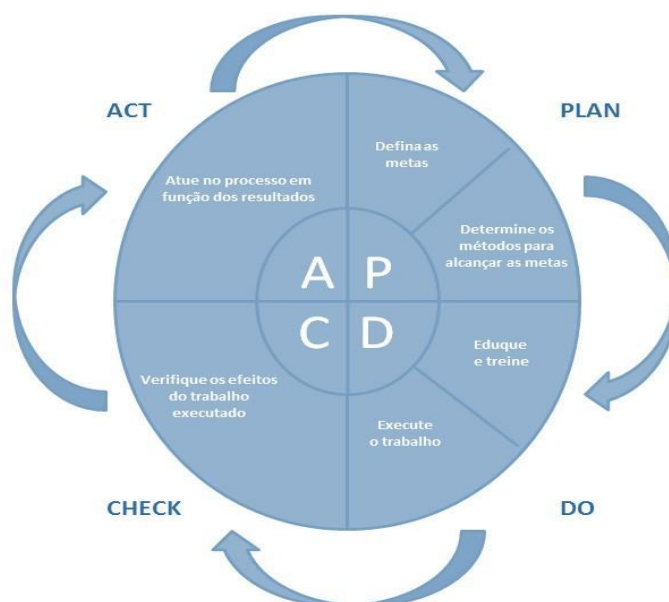 ACT
PLAN
Defina as
metas
Atue no processo em
função dos resultados
Determine os
métodos para
alcançar as metas
A P
C D
Eduque
e treine
Verifique os efeitos
do trabalho
executado
Execute
o trabalho
CHECK
DO